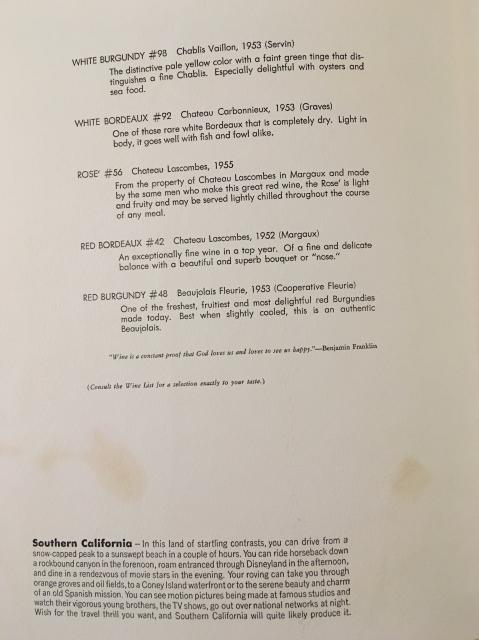 WHITE BURGUNDY #98 Chablis Vaillon, 1953 (Servin)
The distinctive pale yellow color with a faint green tinge that dis-
tinguishes a fine Chablis. Especially delightful with oysters and
sea food.
WHITE BORDEAUX #92 Chateau Carbonnieux, 1953 (Graves)
One of those rare white Bordeaux that is completely dry. Light in
body, it goes well with fish and fowl alike.
ROSE' #56 Chateau Lascombes, 1955
From the property of Chateau Lascombes in Margaux and made
by the same men who make this great red wine, the Rose' is light
and fruity and may be served lightly chilled throughout the course
of any meal.
RED BORDEAUX #42 Chateau Lascombes, 1952 (Margaux)
An exceptionally fine wine in a top year. Of a fine and delicate
balance with a beautiful and superb bouquet or "nose."
RED BURGUNDY #48 Beaujolais Fleurie, 1953 (Cooperative Fleurie)
One of the freshest, fruitiest and most delightful red Burgundies
made today. Best when slightly cooled, this is an authentic
Beaujolais.
"Wine is a constant proof that God loves us and loves to see us happy."—Benjamin Franklin
(Consult the Wine List for a selection exactly to your taste.)
Southern California – In this land of startling contrasts, you can drive from a
snow-capped peak to a sunswept beach in a couple of hours. You can ride horseback down
a rockbound canyon in the forenoon, roam entranced through Disneyland in the afternoon,
and dine in a rendezvous of movie stars in the evening. Your roving can take you through
orange groves and oil fields, to a Coney Island waterfront or to the serene beauty and charm
of an old Spanish mission. You can see motion pictures being made at famous studios and
watch their vigorous young brothers, the TV shows, go out over national networks at night.
Wish for the travel thrill you want, and Southern California will quite likely produce it.